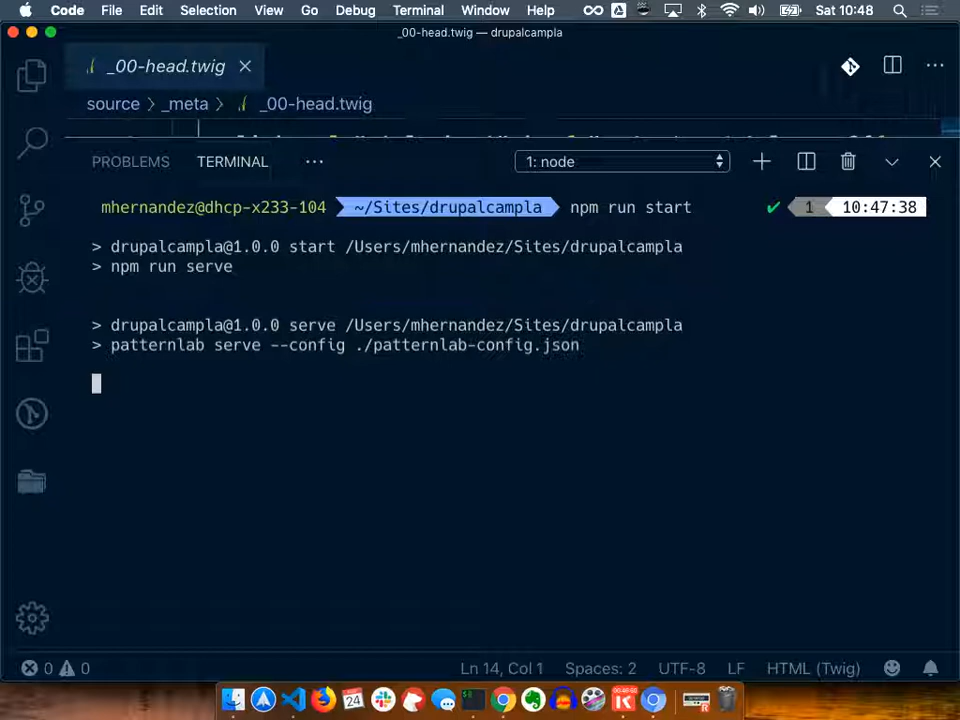 Code File Edit Selection View Go Debug Terminal Window Help Sat 10:48
_00-head.twig — drupalcampla
_00-head.twig
source > _meta > _00-head.twig
PROBLEMS TERMINAL ··· 1: node
mhernandez@dhcp-x233-104 ~/Sites/drupalcampla npm run start ✔ 1 10:47:38
> drupalcampla@1.0.0 start /Users/mhernandez/Sites/drupalcampla
> npm run serve
> drupalcampla@1.0.0 serve /Users/mhernandez/Sites/drupalcampla
> patternlab serve --config ./patternlab-config.json
0 0 Ln 14, Col 1 Spaces: 2 UTF-8 LF HTML (Twig)
24